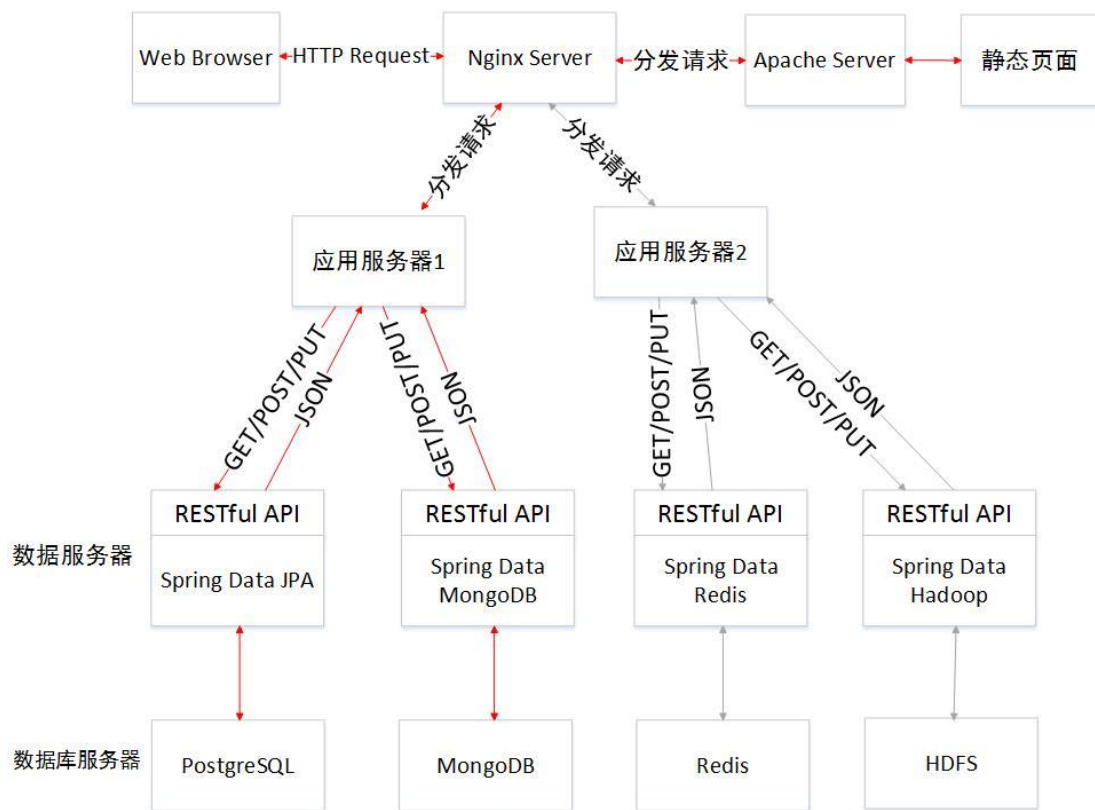 Web Browser
HTTP Request
Nginx Server
分发请求
Apache Server
静态页面
分发请求
分发请求
应用服务器1
应用服务器2
GET/POST/PUT
JSON
GET/POST/PUT
JSON
GET/POST/PUT
JSON
GET/POST/PUT
JSON
RESTful API
RESTful API
RESTful API
RESTful API
数据服务器
Spring Data JPA
Spring Data
MongoDB
Spring Data
Redis
Spring Data
Hadoop
数据库服务器
PostgreSQL
MongoDB
Redis
HDFS